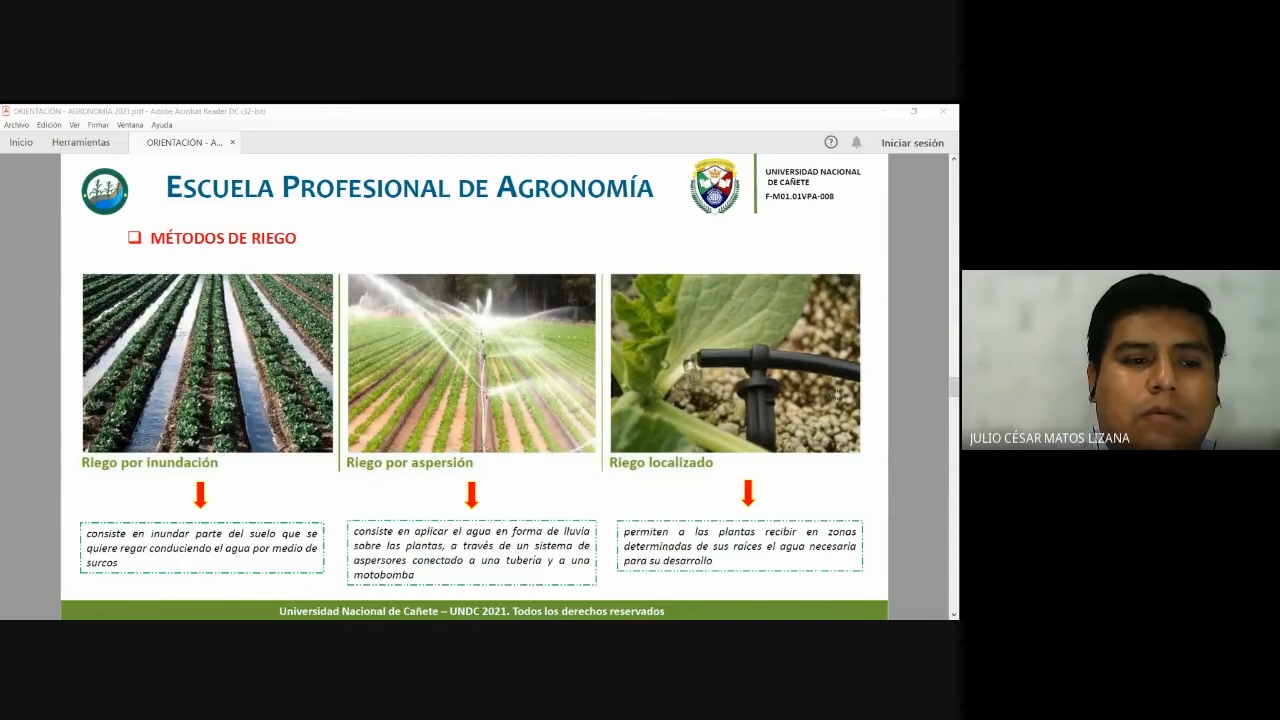 ORIENTACIÓN - AGRONOMÍA 2021.pdf - Adobe Acrobat Reader DC (32-bit)
Archivo Edición Ver Firmar Ventana Ayuda
Inicio Herramientas ORIENTACIÓN - A... × Iniciar sesión
ESCUELA PROFESIONAL DE AGRONOMÍA
UNIVERSIDAD NACIONAL
DE CAÑETE
F-M01.01VPA-008
MÉTODOS DE RIEGO
Riego por inundación
consiste en inundar parte del suelo que se
quiere regar conduciendo el agua por medio de
surcos
Riego por aspersión
consiste en aplicar el agua en forma de lluvia
sobre las plantas, a través de un sistema de
aspersores conectado a una tubería y a una
motobomba
Riego localizado
permiten a las plantas recibir en zonas
determinadas de sus raíces el agua necesaria
para su desarrollo
Universidad Nacional de Cañete – UNDC 2021. Todos los derechos reservados
JULIO CÉSAR MATOS LIZANA